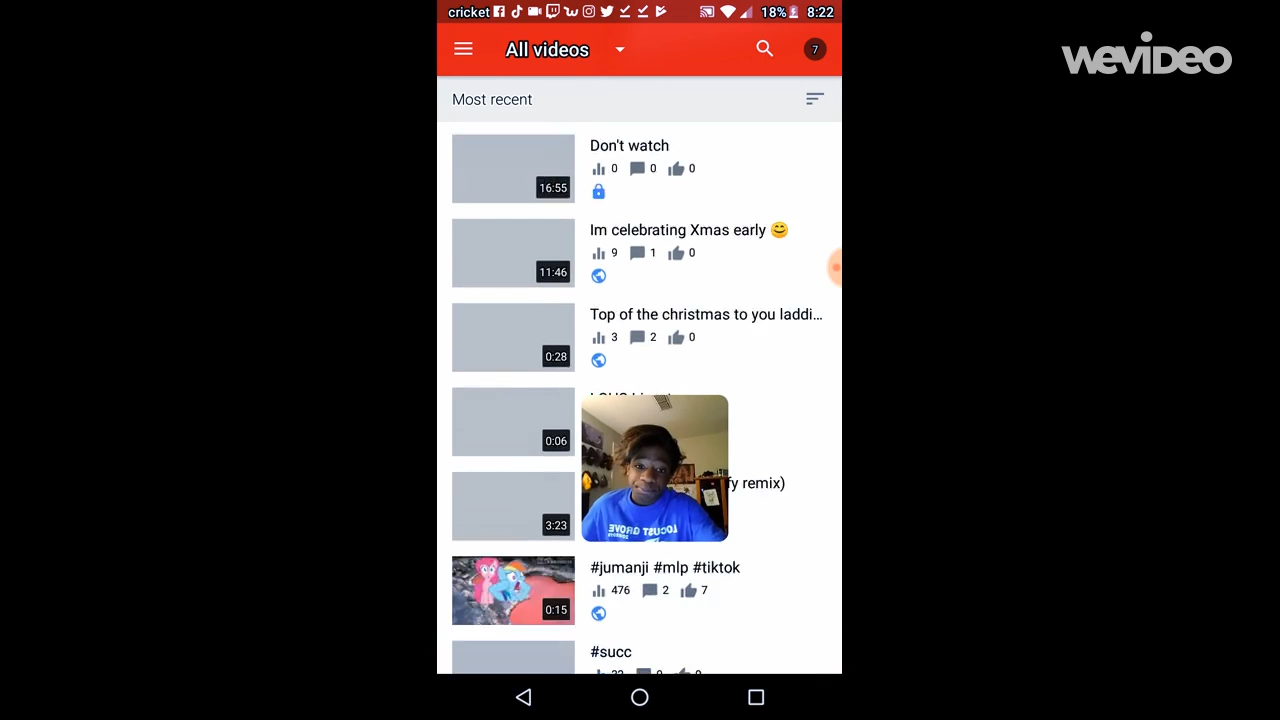 cricket 18% 8:22
WEVIDEO
All videos 7
Most recent
Don't watch
16:55 0 0 0
Im celebrating Xmas early 😊
11:46 9 1 0
Top of the christmas to you laddi...
0:28 3 2 0
0:06
fy remix)
3:23
LOCUST GROVE
#jumanji #mlp #tiktok
0:15 476 2 7
#succ